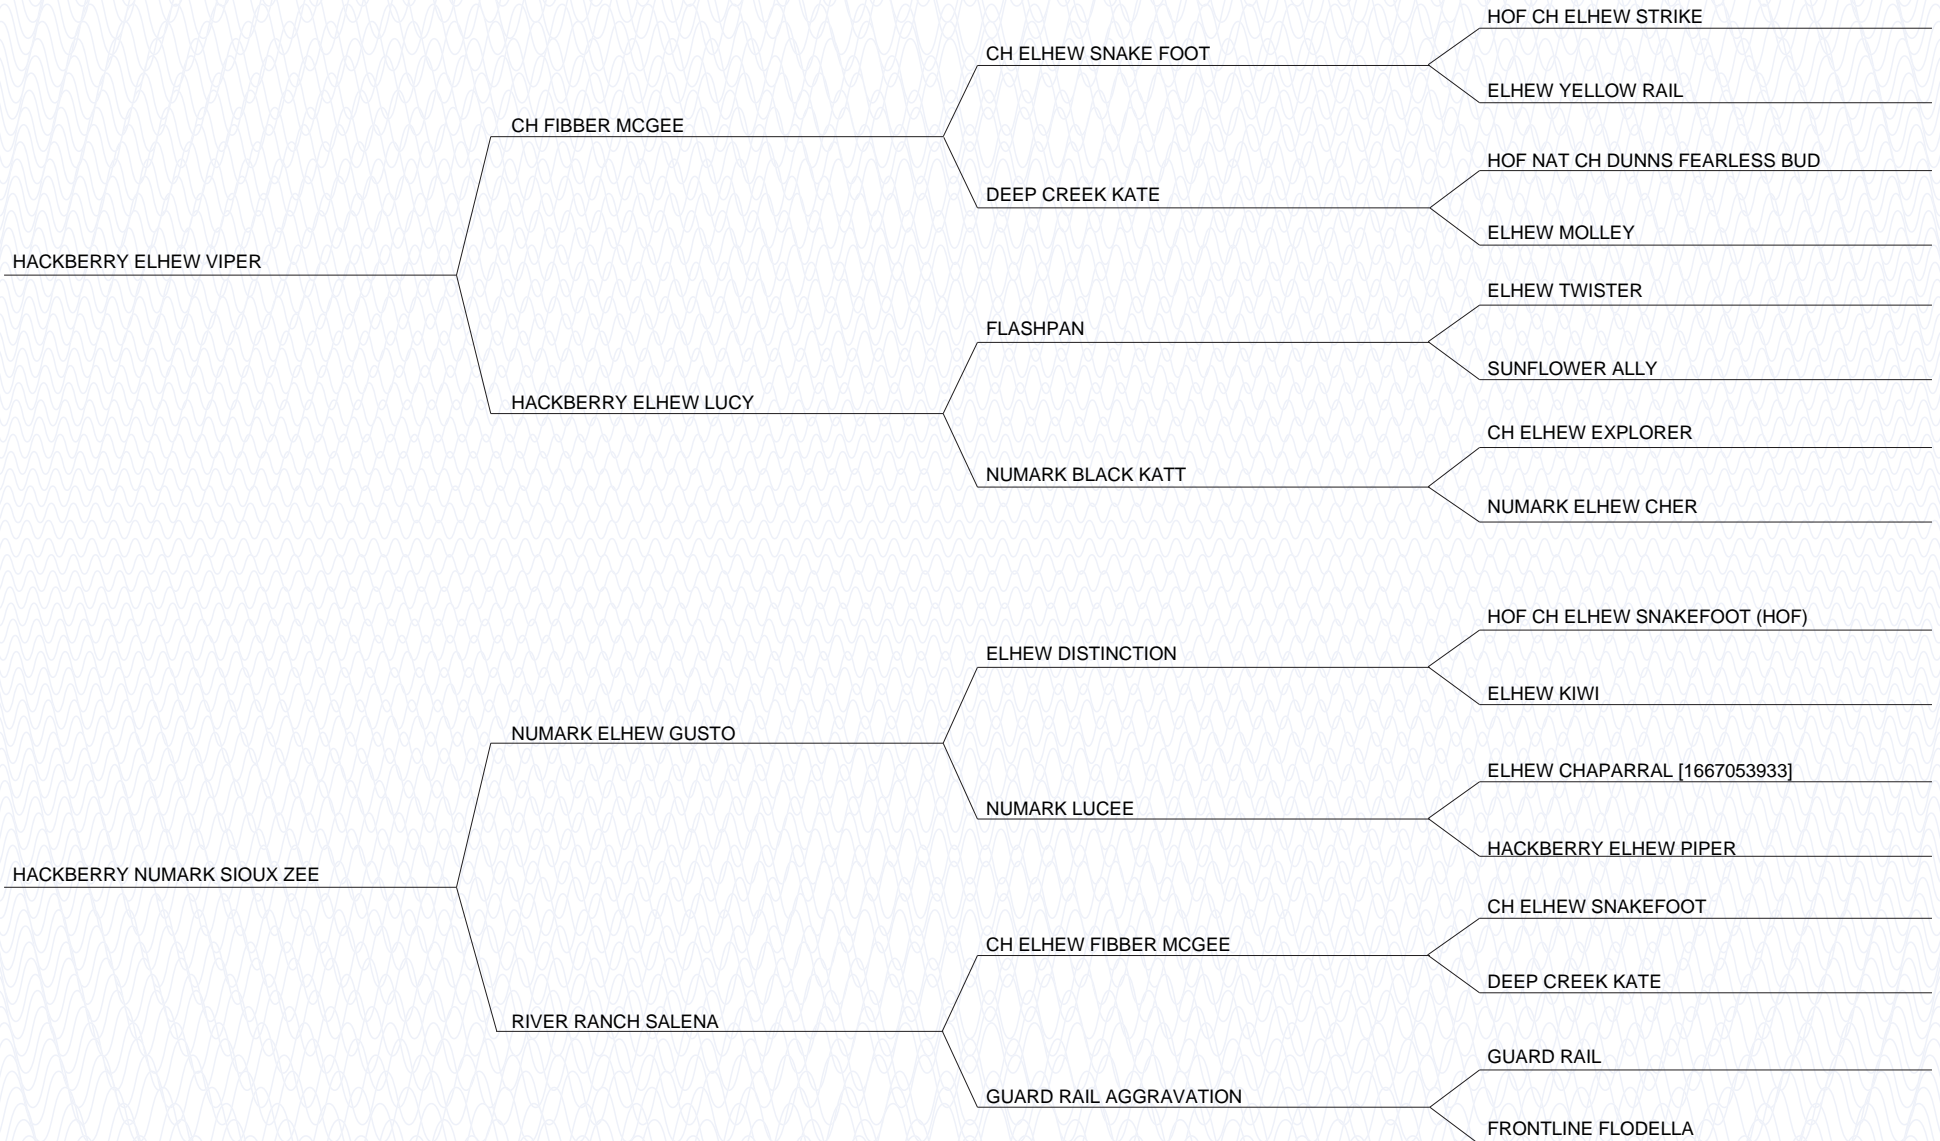 HOF CH ELHEW STRIKE
CH ELHEW SNAKE FOOT
ELHEW YELLOW RAIL
CH FIBBER MCGEE
HOF NAT CH DUNNS FEARLESS BUD
DEEP CREEK KATE
ELHEW MOLLEY
HACKBERRY ELHEW VIPER
ELHEW TWISTER
FLASHPAN
SUNFLOWER ALLY
HACKBERRY ELHEW LUCY
CH ELHEW EXPLORER
NUMARK BLACK KATT
NUMARK ELHEW CHER
HOF CH ELHEW SNAKEFOOT (HOF)
ELHEW DISTINCTION
ELHEW KIWI
NUMARK ELHEW GUSTO
ELHEW CHAPARRAL [1667053933]
NUMARK LUCEE
HACKBERRY ELHEW PIPER
HACKBERRY NUMARK SIOUX ZEE
CH ELHEW SNAKEFOOT
CH ELHEW FIBBER MCGEE
DEEP CREEK KATE
RIVER RANCH SALENA
GUARD RAIL
GUARD RAIL AGGRAVATION
FRONTLINE FLODELLA